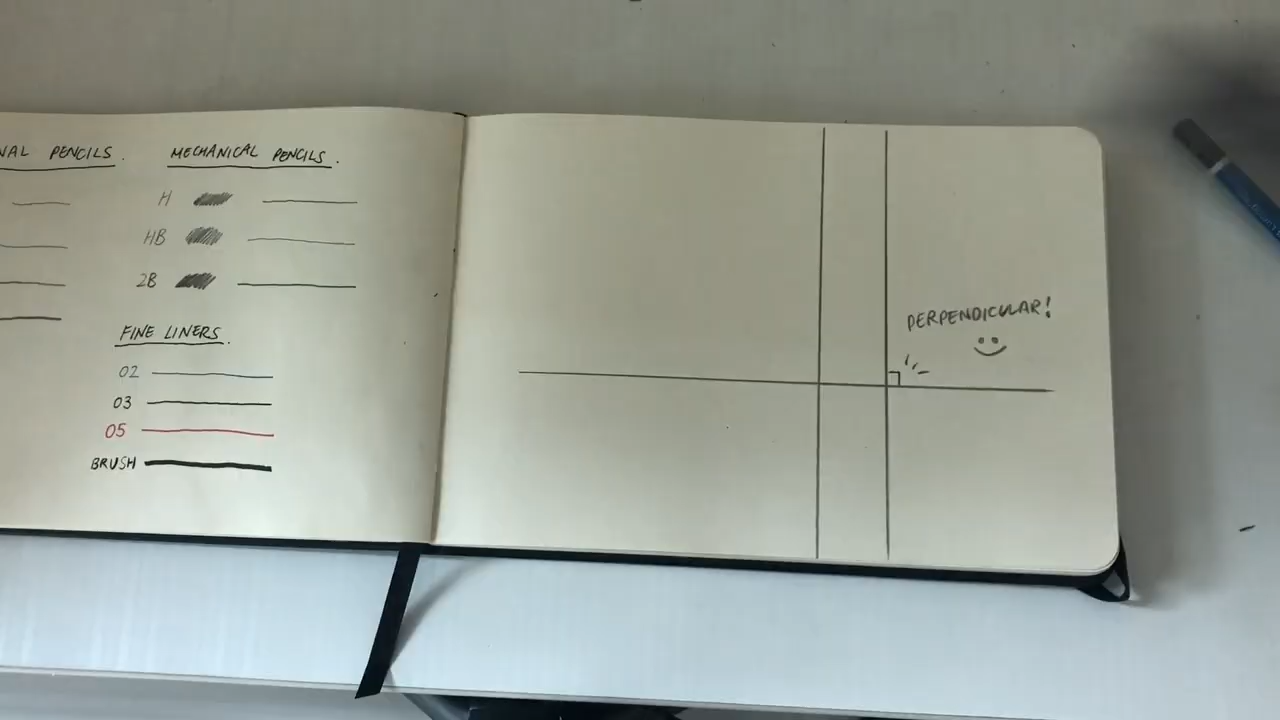 NAL PENCILS.
MECHANICAL PENCILS.
H
HB
2B
FINE LINERS.
02
03
05
BRUSH
PERPENDICULAR!